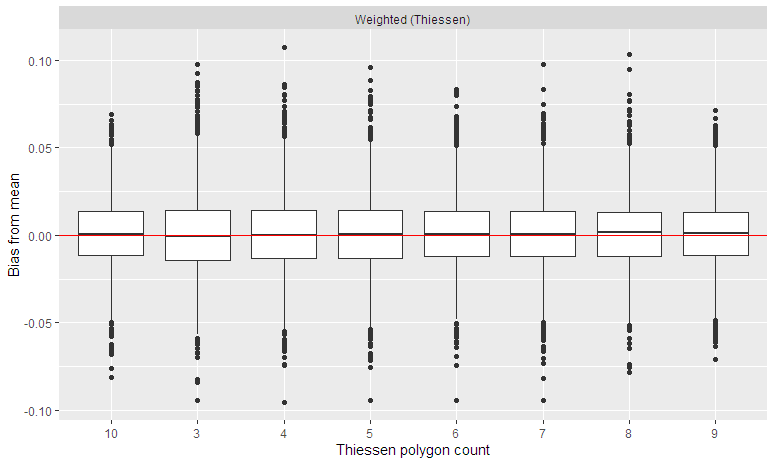 Weighted (Thiessen)
Bias from mean
0.10
0.05
0.00
-0.05
-0.10
10 3 4 5 6 7 8 9
Thiessen polygon count